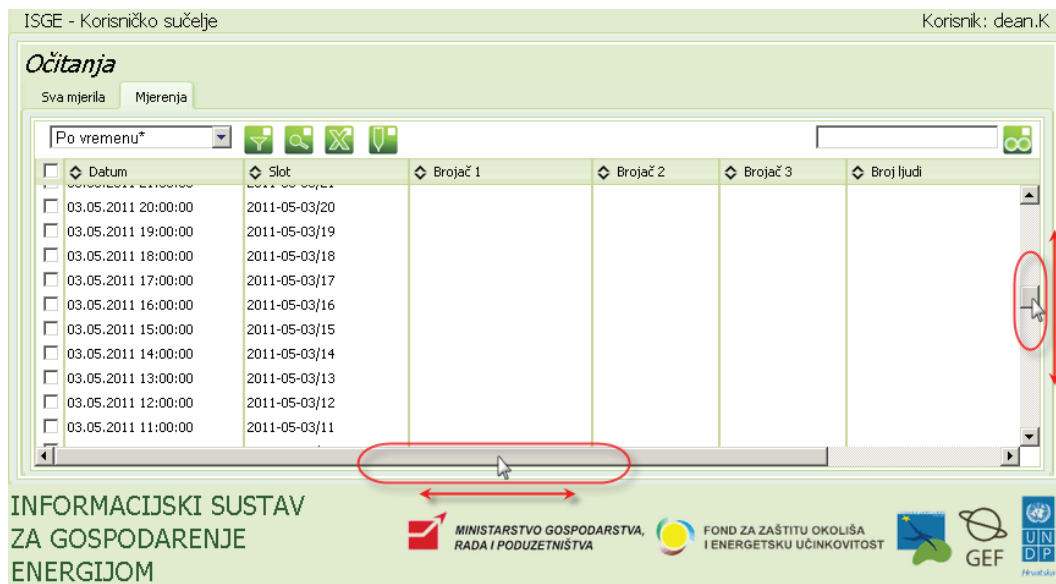 ISGE - Korisničko sučelje Korisnik: dean.K
Očitanja
Sva mjerila Mjerenja
Po vremenu*
Datum Slot Brojač 1 Brojač 2 Brojač 3 Broj ljudi
03.05.2011 20:00:00 2011-05-03/20
03.05.2011 19:00:00 2011-05-03/19
03.05.2011 18:00:00 2011-05-03/18
03.05.2011 17:00:00 2011-05-03/17
03.05.2011 16:00:00 2011-05-03/16
03.05.2011 15:00:00 2011-05-03/15
03.05.2011 14:00:00 2011-05-03/14
03.05.2011 13:00:00 2011-05-03/13
03.05.2011 12:00:00 2011-05-03/12
03.05.2011 11:00:00 2011-05-03/11
INFORMACIJSKI SUSTAV
ZA GOSPODARENJE
ENERGIJOM
MINISTARSTVO GOSPODARSTVA,
RADA I PODUZETNIŠTVA
FOND ZA ZAŠTITU OKOLIŠA
I ENERGETSKU UČINKOVITOST
GEF
UN
DP
Hrvatska